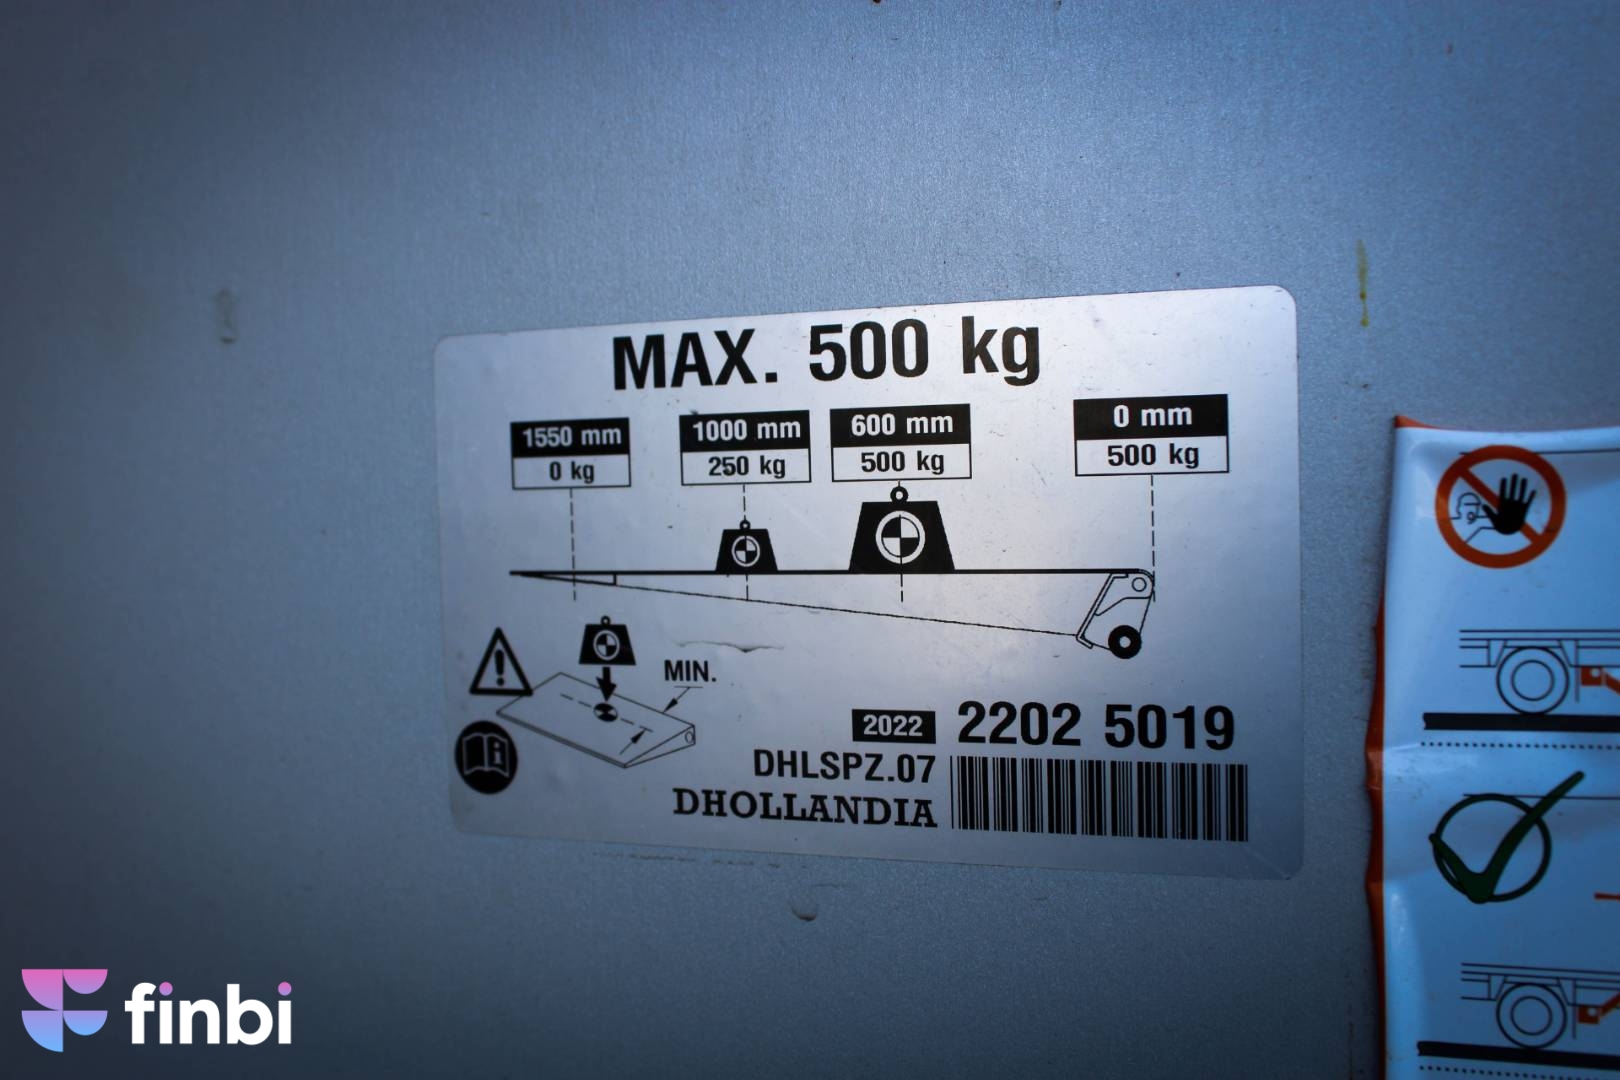 MAX. 500 kg
1550 mm
0 kg
1000 mm
250 kg
600 mm
500 kg
0 mm
500 kg
MIN.
2022 2202 5019
DHLSPZ.07
DHOLLANDIA
finbi